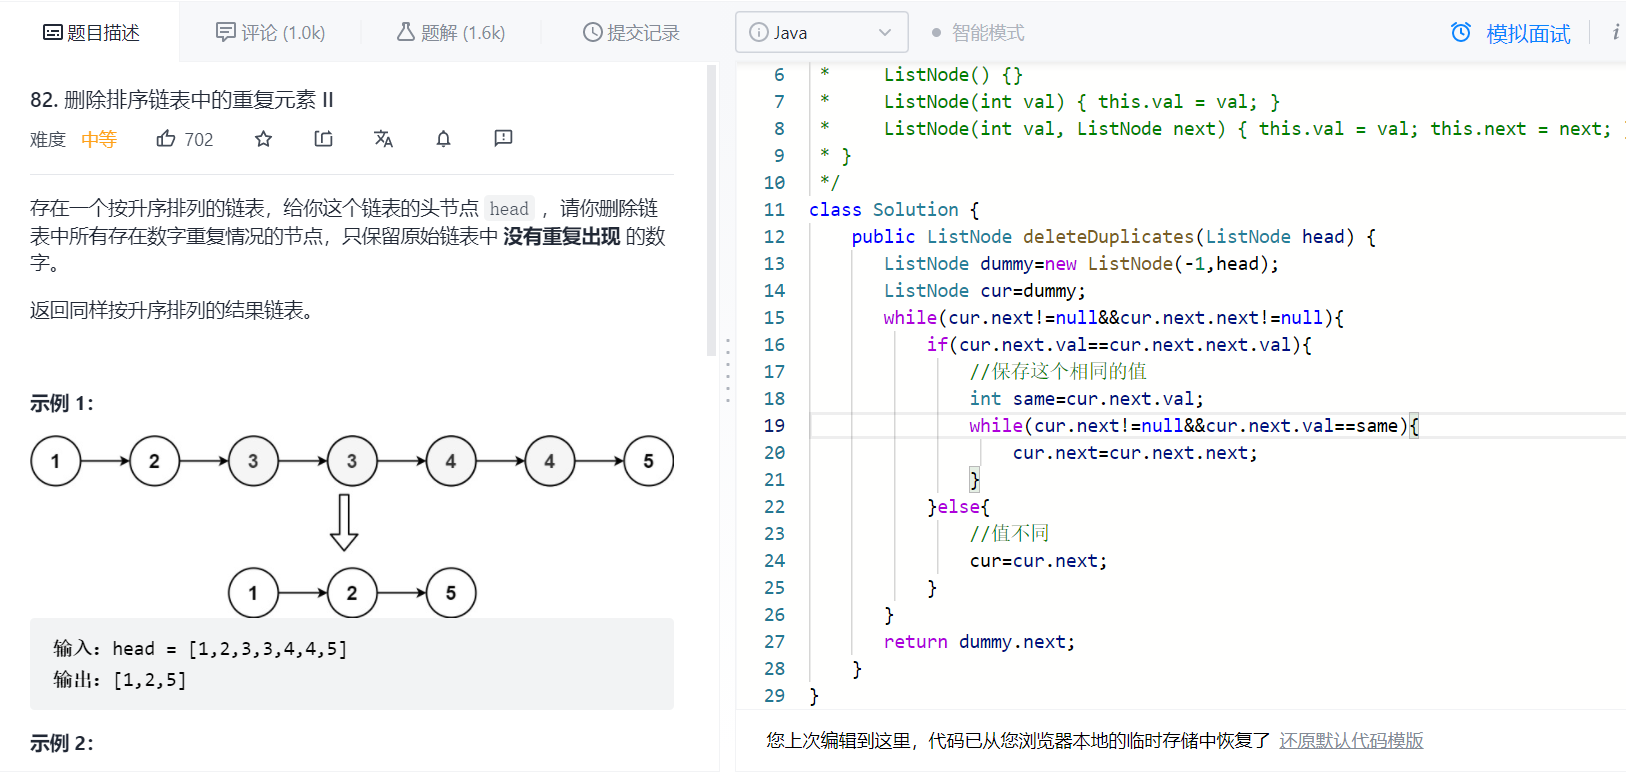 题目描述
评论 (1.0k)
题解 (1.6k)
提交记录
82. 删除排序链表中的重复元素 II
难度 中等 702
存在一个按升序排列的链表，给你这个链表的头节点 head ，请你删除链
表中所有存在数字重复情况的节点，只保留原始链表中 没有重复出现 的数
字。
返回同样按升序排列的结果链表。
示例 1：
1 2 3 3 4 4 5
1 2 5
输入：head = [1,2,3,3,4,4,5]
输出：[1,2,5]
示例 2：
i Java
智能模式
模拟面试
i
6 * ListNode() {}
7 * ListNode(int val) { this.val = val; }
8 * ListNode(int val, ListNode next) { this.val = val; this.next = next;
9 * }
10 */
11 class Solution {
12 public ListNode deleteDuplicates(ListNode head) {
13 ListNode dummy=new ListNode(-1,head);
14 ListNode cur=dummy;
15 while(cur.next!=null&&cur.next.next!=null){
16 if(cur.next.val==cur.next.next.val){
17 //保存这个相同的值
18 int same=cur.next.val;
19 while(cur.next!=null&&cur.next.val==same){
20 cur.next=cur.next.next;
21 }
22 }else{
23 //值不同
24 cur=cur.next;
25 }
26 }
27 return dummy.next;
28 }
29 }
您上次编辑到这里，代码已从您浏览器本地的临时存储中恢复了 还原默认代码模版